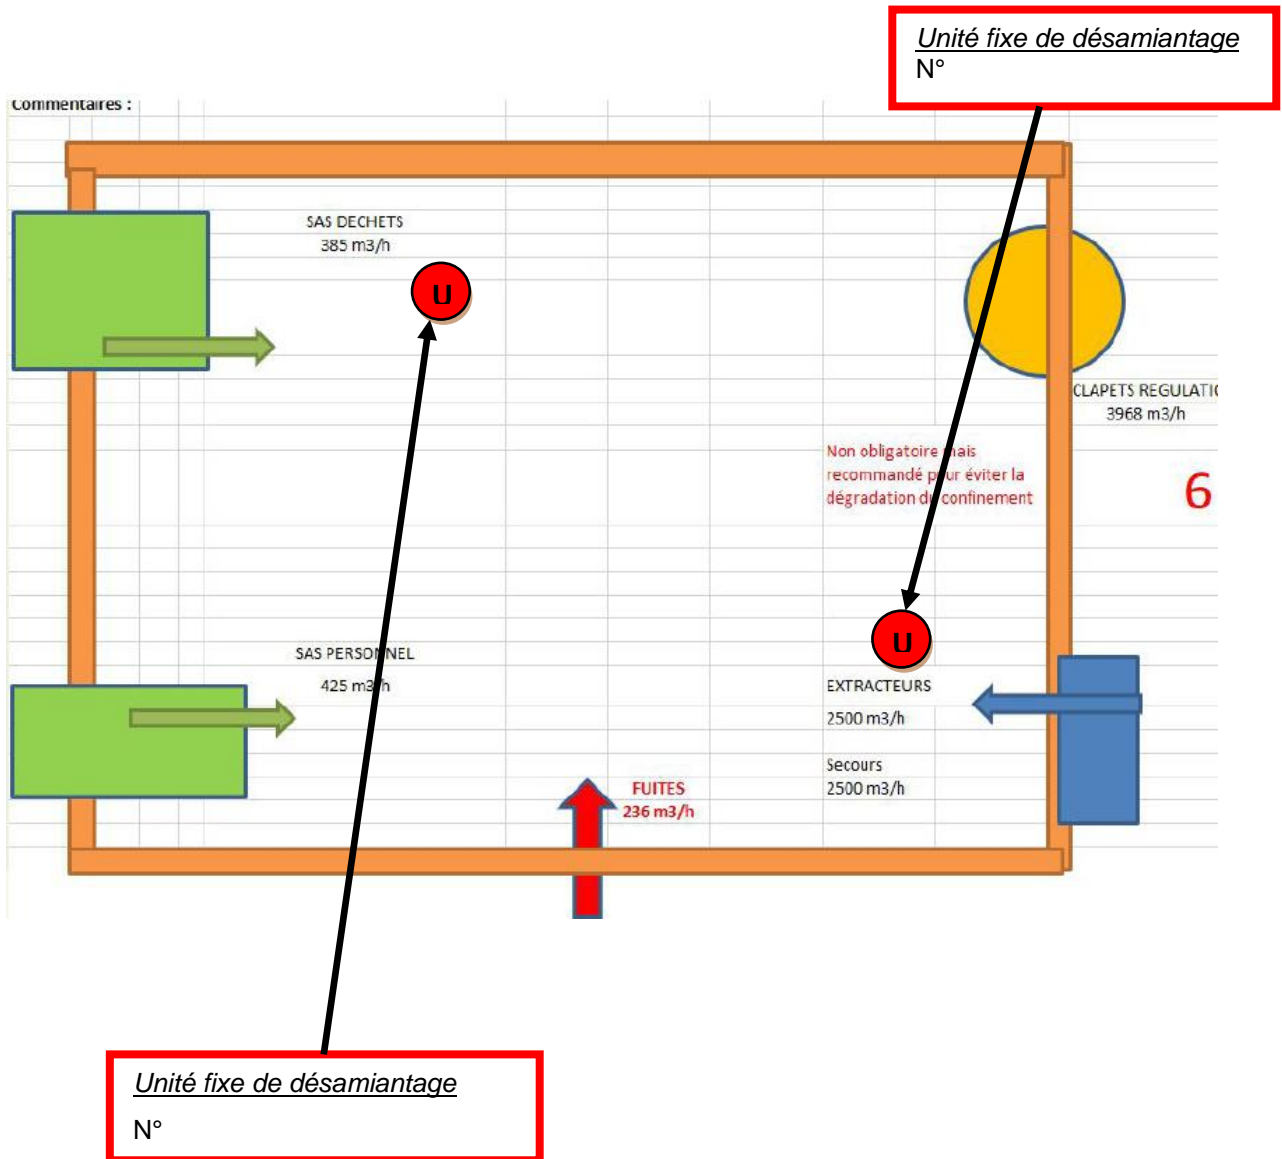 Unité fixe de désamiantage
N°
Commentaires :
SAS DECHETS
385 m3/h
U
CLAPETS REGULATIC
3968 m3/h
Non obligatoire mais
recommandé pour éviter la
dégradation du confinement
6
U
SAS PERSONNEL
425 m3/h
EXTRACTEURS
2500 m3/h
Secours
2500 m3/h
FUITES
236 m3/h
Unité fixe de désamiantage
N°